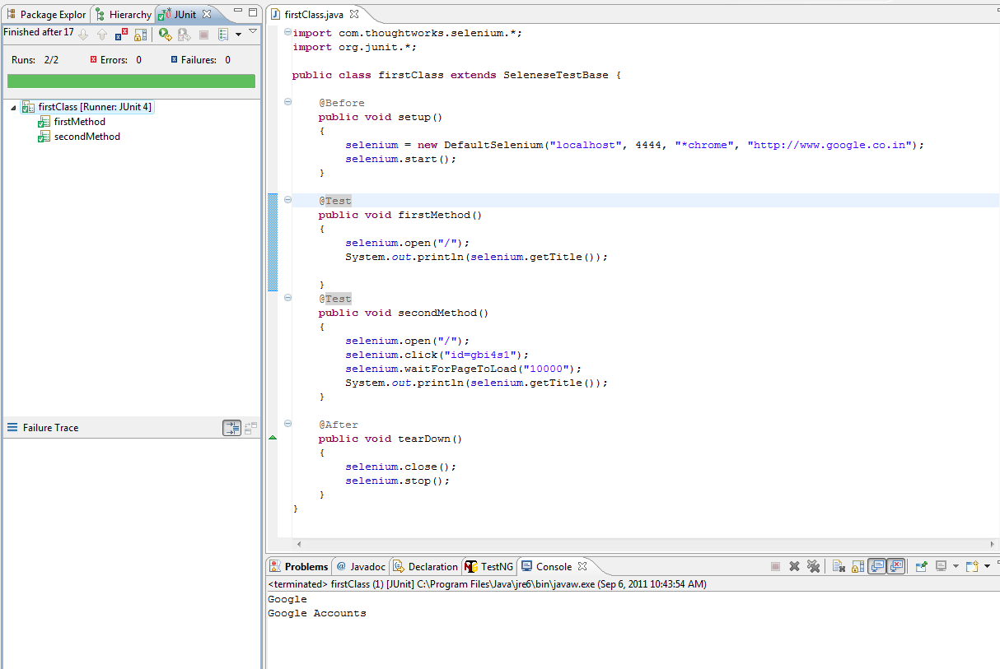 Package Explor Hierarchy JUnit
Finished after 17
Runs: 2/2 Errors: 0 Failures: 0
firstClass [Runner: JUnit 4]
firstMethod
secondMethod
Failure Trace
firstClass.java
import com.thoughtworks.selenium.*;
import org.junit.*;
public class firstClass extends SeleneseTestBase {
@Before
public void setup()
{
selenium = new DefaultSelenium("localhost", 4444, "*chrome", "http://www.google.co.in");
selenium.start();
}
@Test
public void firstMethod()
{
selenium.open("/");
System.out.println(selenium.getTitle());
}
@Test
public void secondMethod()
{
selenium.open("/");
selenium.click("id=gbi4s1");
selenium.waitForPageToLoad("10000");
System.out.println(selenium.getTitle());
}
@After
public void tearDown()
{
selenium.close();
selenium.stop();
}
}
Problems @ Javadoc Declaration TestNG Console
<terminated> firstClass (1) [JUnit] C:\Program Files\Java\jre6\bin\javaw.exe (Sep 6, 2011 10:43:54 AM)
Google
Google Accounts